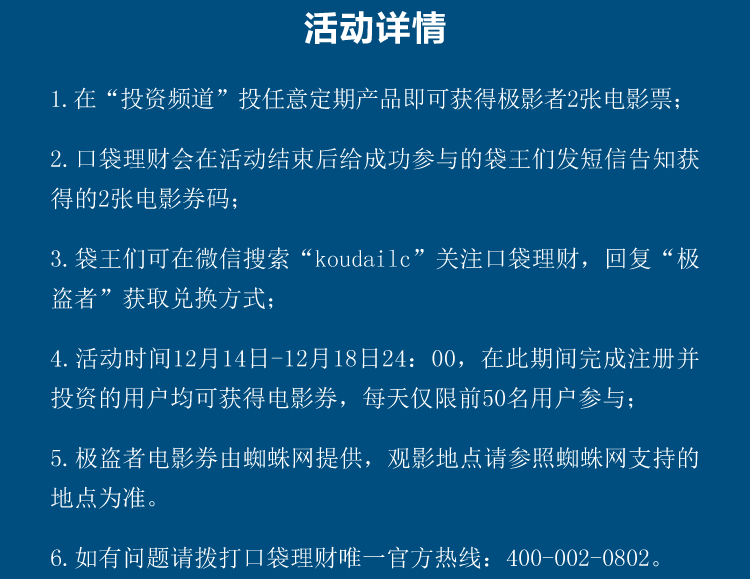 活动详情
1.在“投资频道”投任意定期产品即可获得极影者2张电影票；
2.口袋理财会在活动结束后给成功参与的袋王们发短信告知获
得的2张电影券码；
3.袋王们可在微信搜索“koudailc”关注口袋理财，回复“极
盗者”获取兑换方式；
4.活动时间12月14日-12月18日24：00，在此期间完成注册并
投资的用户均可获得电影券，每天仅限前50名用户参与；
5.极盗者电影券由蜘蛛网提供，观影地点请参照蜘蛛网支持的
地点为准。
6.如有问题请拨打口袋理财唯一官方热线：400-002-0802。